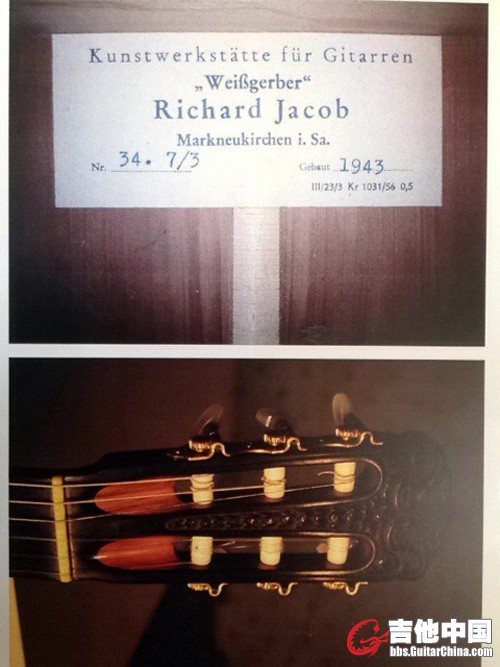 Kunstwerkstätte für Gitarren
„Weißgerber“
Richard Jacob
Markneukirchen i. Sa.
Nr. 34. 7/3 Gebaut 1943
III/23/3 Kr 1031/56 0,5
吉他中国
bbs.GuitarChina.com